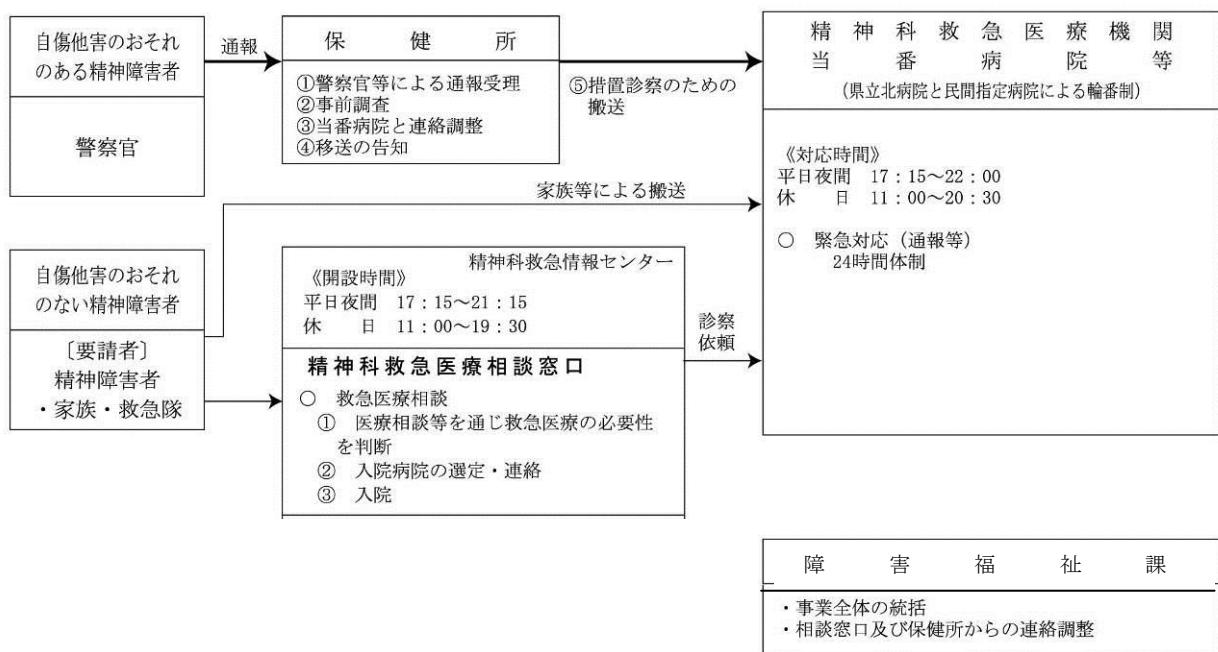 自傷他害のおそれ
のある精神障害者
警察官
通報
保健所
①警察官等による通報受理
②事前調査
③当番病院と連絡調整
④移送の告知
⑤措置診察のための
搬送
精神科救急医療機関
当番病院等
(県立北病院と民間指定病院による輪番制)
《対応時間》
平日夜間 17:15～22:00
休日 11:00～20:30
○ 緊急対応(通報等)
24時間体制
家族等による搬送
自傷他害のおそれ
のない精神障害者
〔要請者〕
精神障害者
・家族・救急隊
精神科救急情報センター
《開設時間》
平日夜間 17:15～21:15
休日 11:00～19:30
精神科救急医療相談窓口
○ 救急医療相談
① 医療相談等を通じ救急医療の必要性
を判断
② 入院病院の選定・連絡
③ 入院
診察
依頼
障害福祉課
・事業全体の統括
・相談窓口及び保健所からの連絡調整